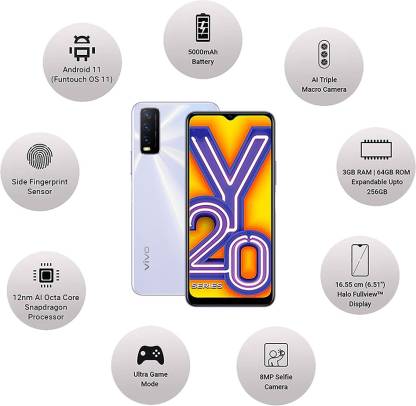 5000mAh
Battery
Android 11
(Funtouch OS 11)
AI Triple
Macro Camera
Side Fingerprint
Sensor
3GB RAM | 64GB ROM
Expandable Upto
256GB
vivo
Y
20
SERIES
12nm AI Octa Core
Snapdragon
Processor
16.55 cm (6.51")
Halo Fullview™
Display
Ultra Game
Mode
8MP Selfie
Camera